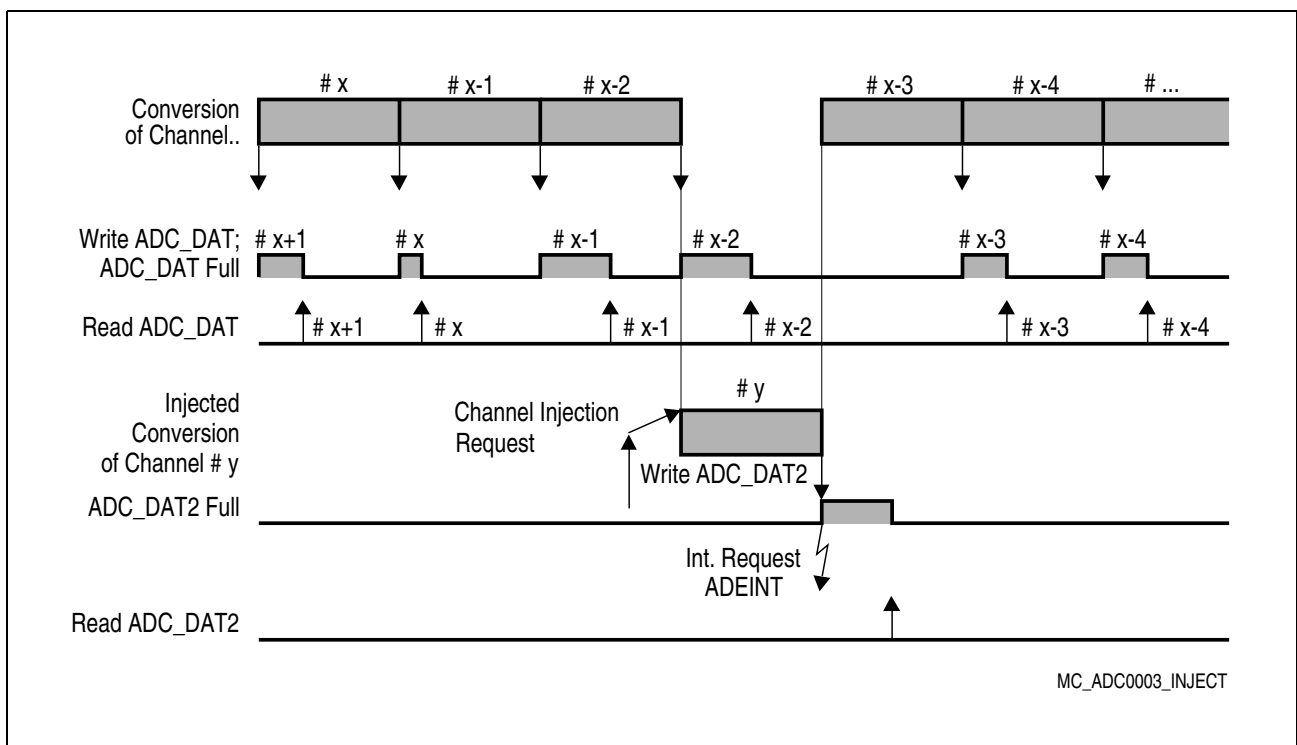 # x
# x-1
# x-2
# x-3
# x-4
# ...
Conversion
of Channel..
Write ADC_DAT;
ADC_DAT Full
# x+1
# x
# x-1
# x-2
# x-3
# x-4
Read ADC_DAT
# x+1
# x
# x-1
# x-2
# x-3
# x-4
Injected
Conversion
of Channel # y
Channel Injection
Request
# y
Write ADC_DAT2
ADC_DAT2 Full
Int. Request
ADEINT
Read ADC_DAT2
MC_ADC0003_INJECT